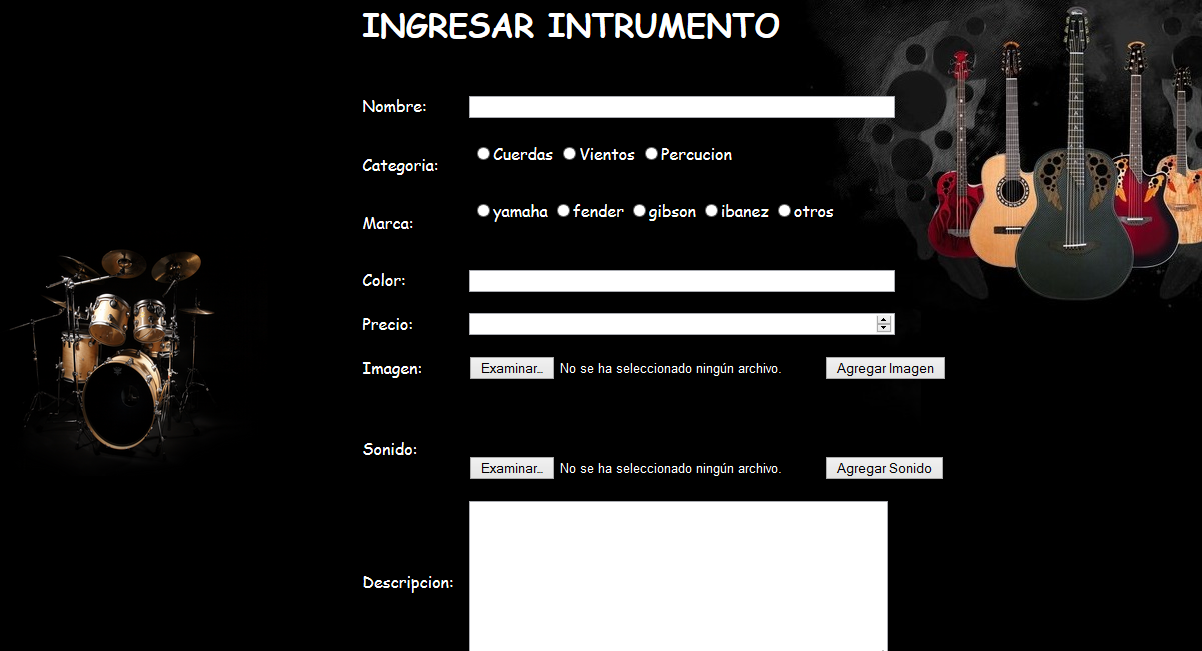 INGRESAR INTRUMENTO
Nombre:
Categoria: Cuerdas Vientos Percucion
Marca: yamaha fender gibson ibanez otros
Color:
Precio:
Imagen: Examinar... No se ha seleccionado ningún archivo. Agregar Imagen
Sonido: Examinar... No se ha seleccionado ningún archivo. Agregar Sonido
Descripcion: